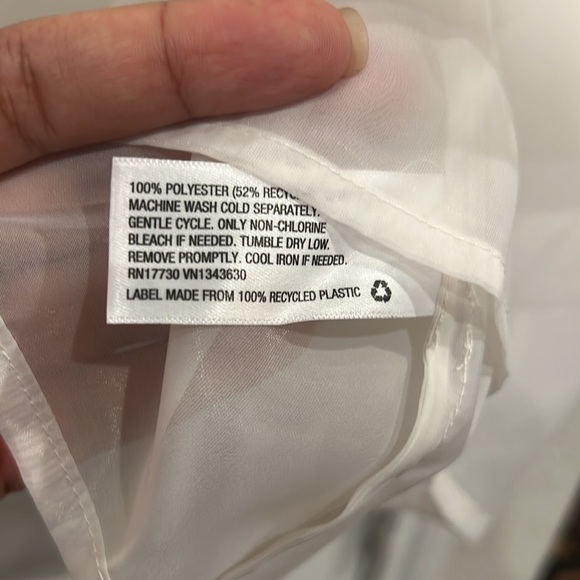 100% POLYESTER (52%
MACHINE WASH COLD SEPARATELY.
GENTLE CYCLE. ONLY NON-CHLORINE
BLEACH IF NEEDED. TUMBLE DRY LOW.
REMOVE PROMPTLY. COOL IRON IF NEEDED.
RN17730 VN1343630
LABEL MADE FROM 100% RECYCLED PLASTIC